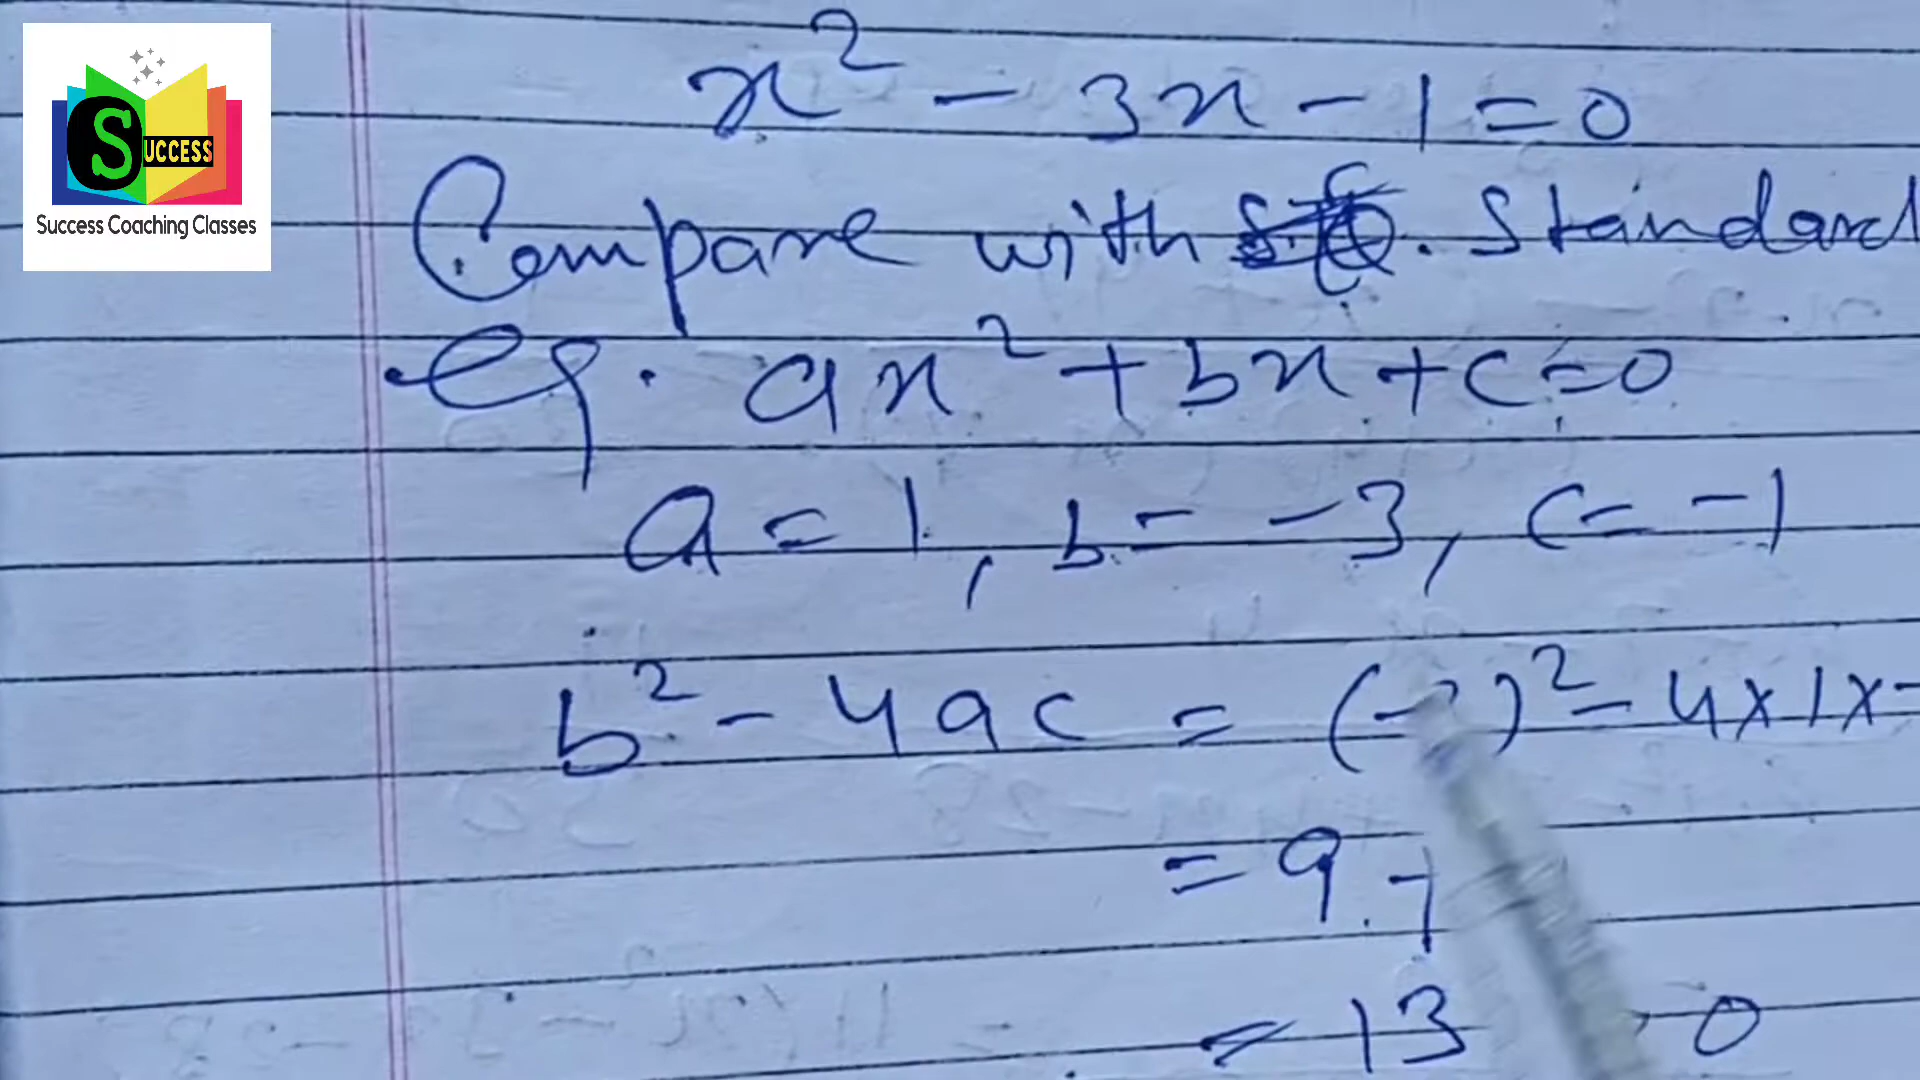 SUCCESS
Success Coaching Classes
x² - 3x - 1 = 0
Compare with Standard
eq. ax² + bx + c = 0
a = 1, b = -3, c = -1
b² - 4ac = (-3)² - 4 x 1 x -
= 9 +
= 13 0